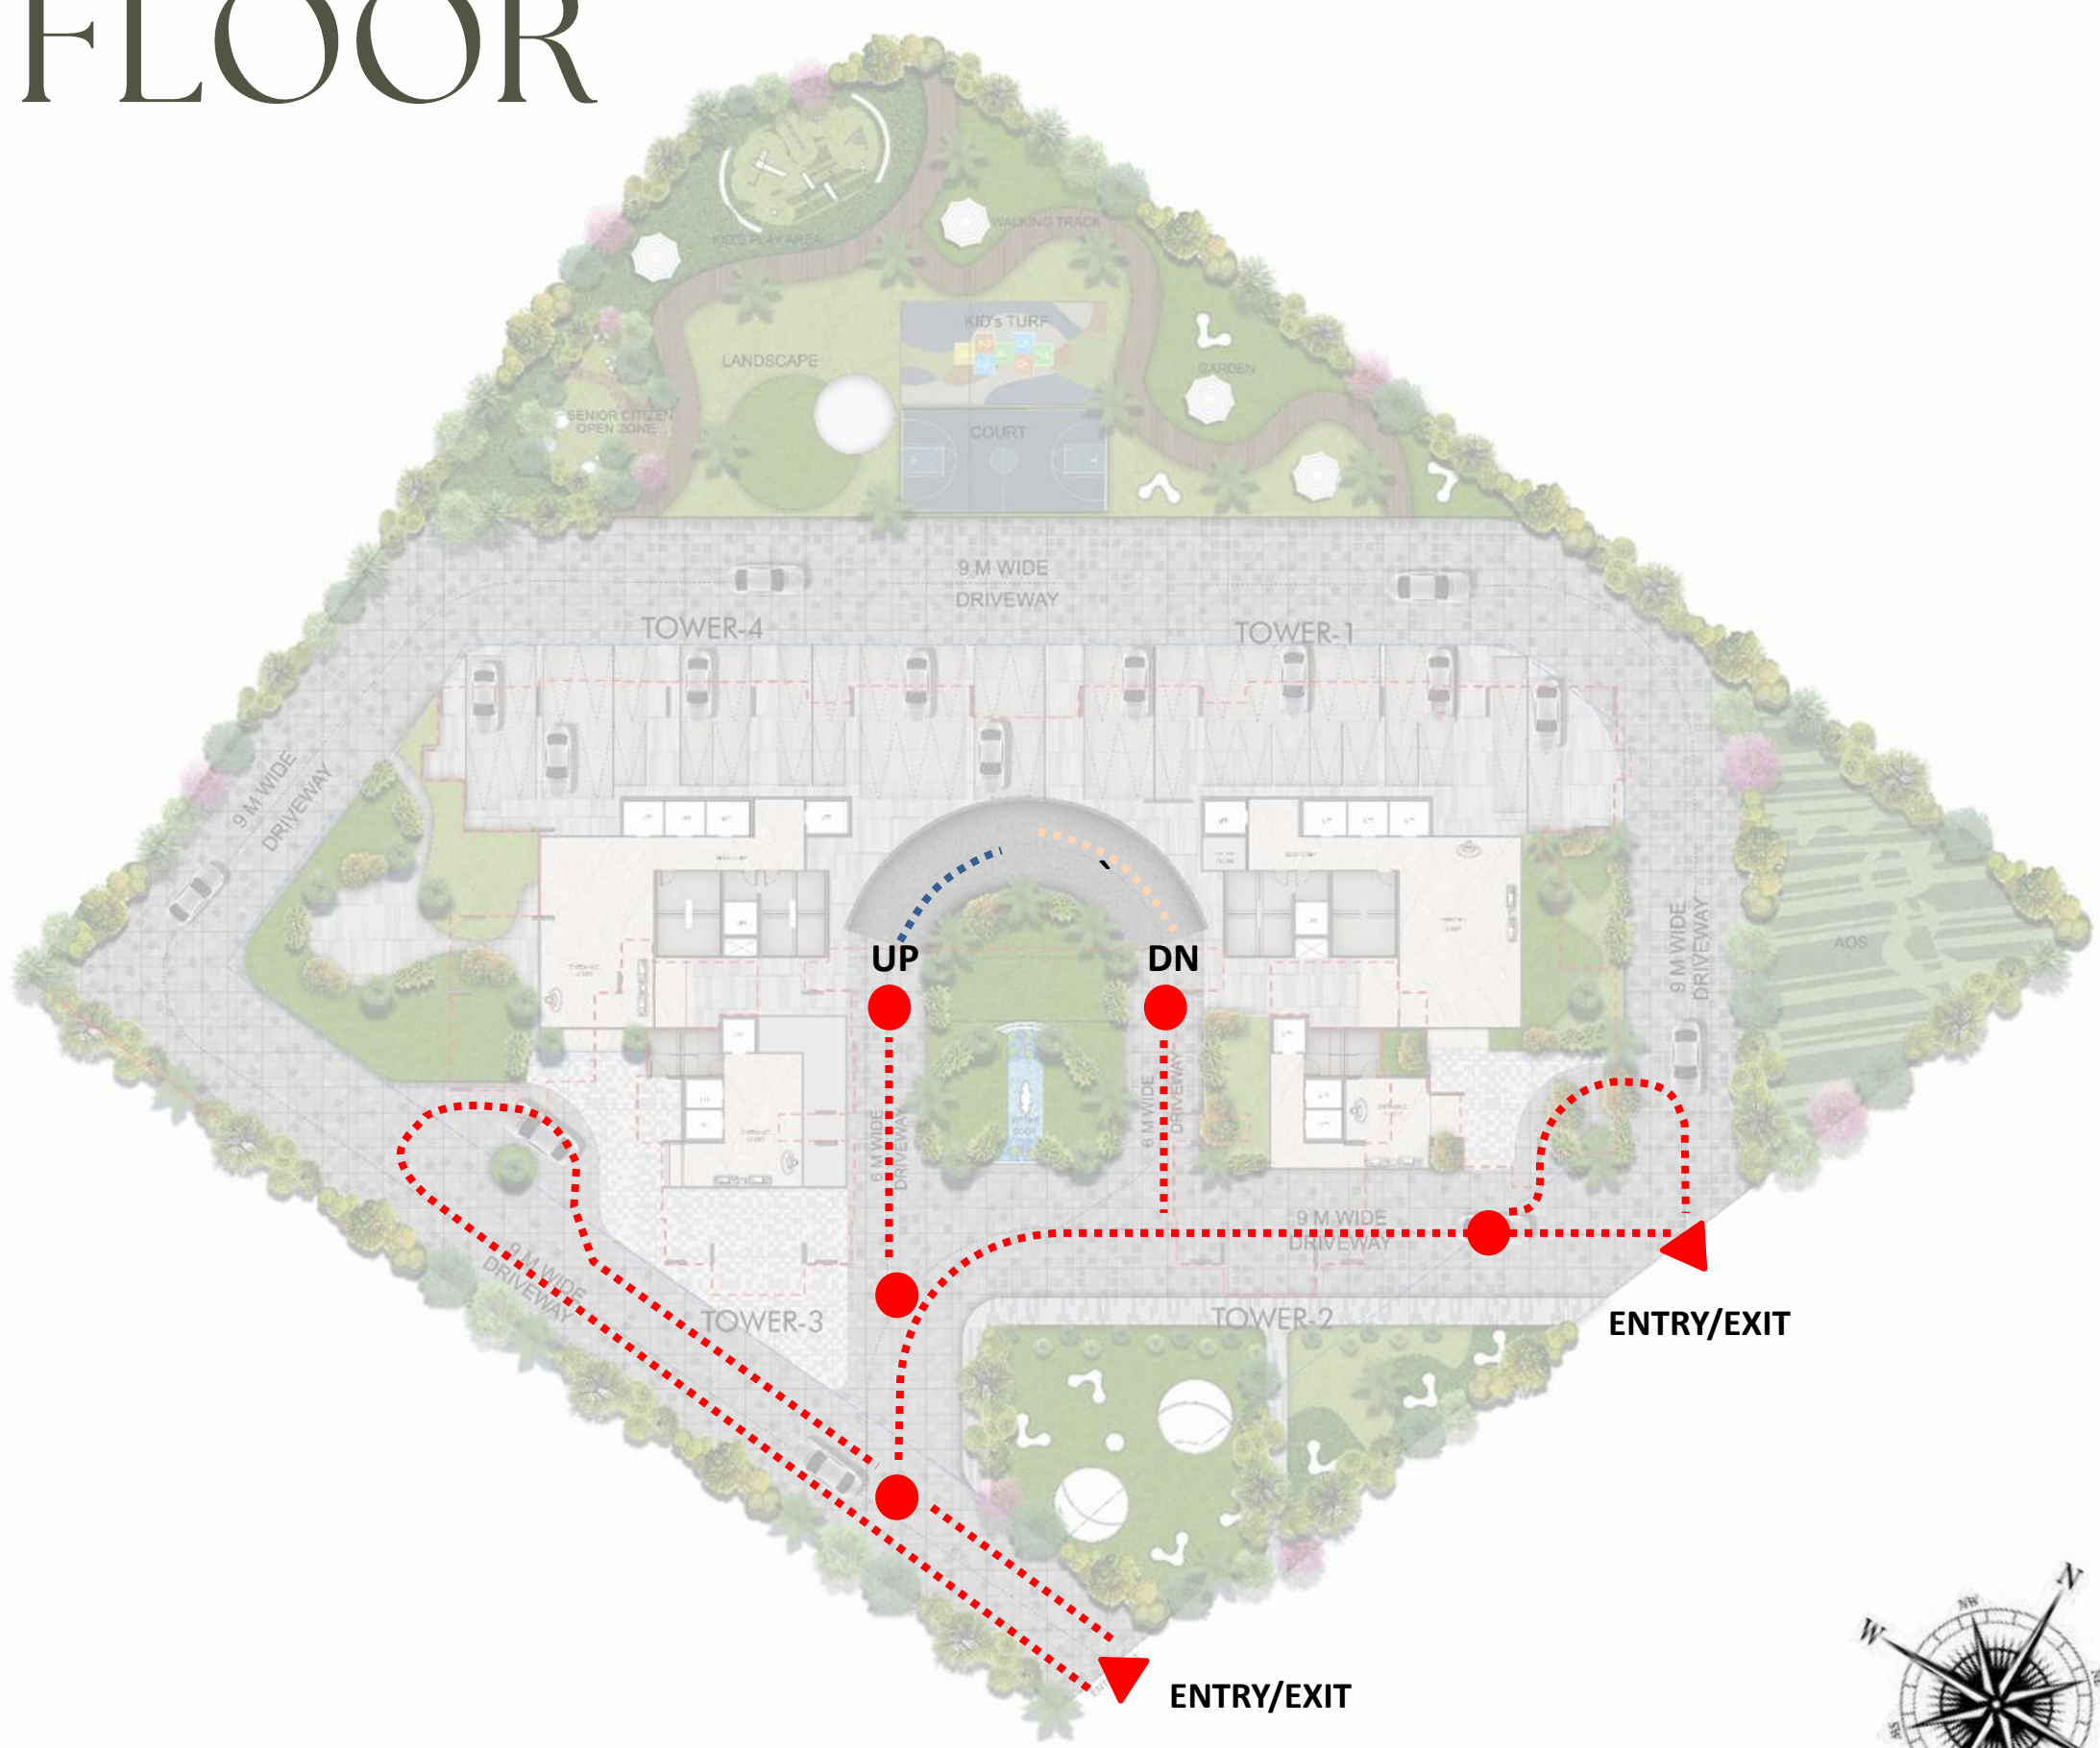 FLOOR
KID'S PLAY AREA
WALKING TRACK
KID's TURF
LANDSCAPE
GARDEN
SENIOR CITIZEN
OPEN ZONE
COURT
9 M WIDE
DRIVEWAY
TOWER-4
TOWER-1
9 M WIDE
DRIVEWAY
UP
DN
9 M WIDE
DRIVEWAY
AOS
6 M WIDE
DRIVEWAY
6 M WIDE
DRIVEWAY
9 M WIDE
DRIVEWAY
9 M WIDE
DRIVEWAY
TOWER-3
TOWER-2
ENTRY/EXIT
ENTRY/EXIT
N
NW
W
SW